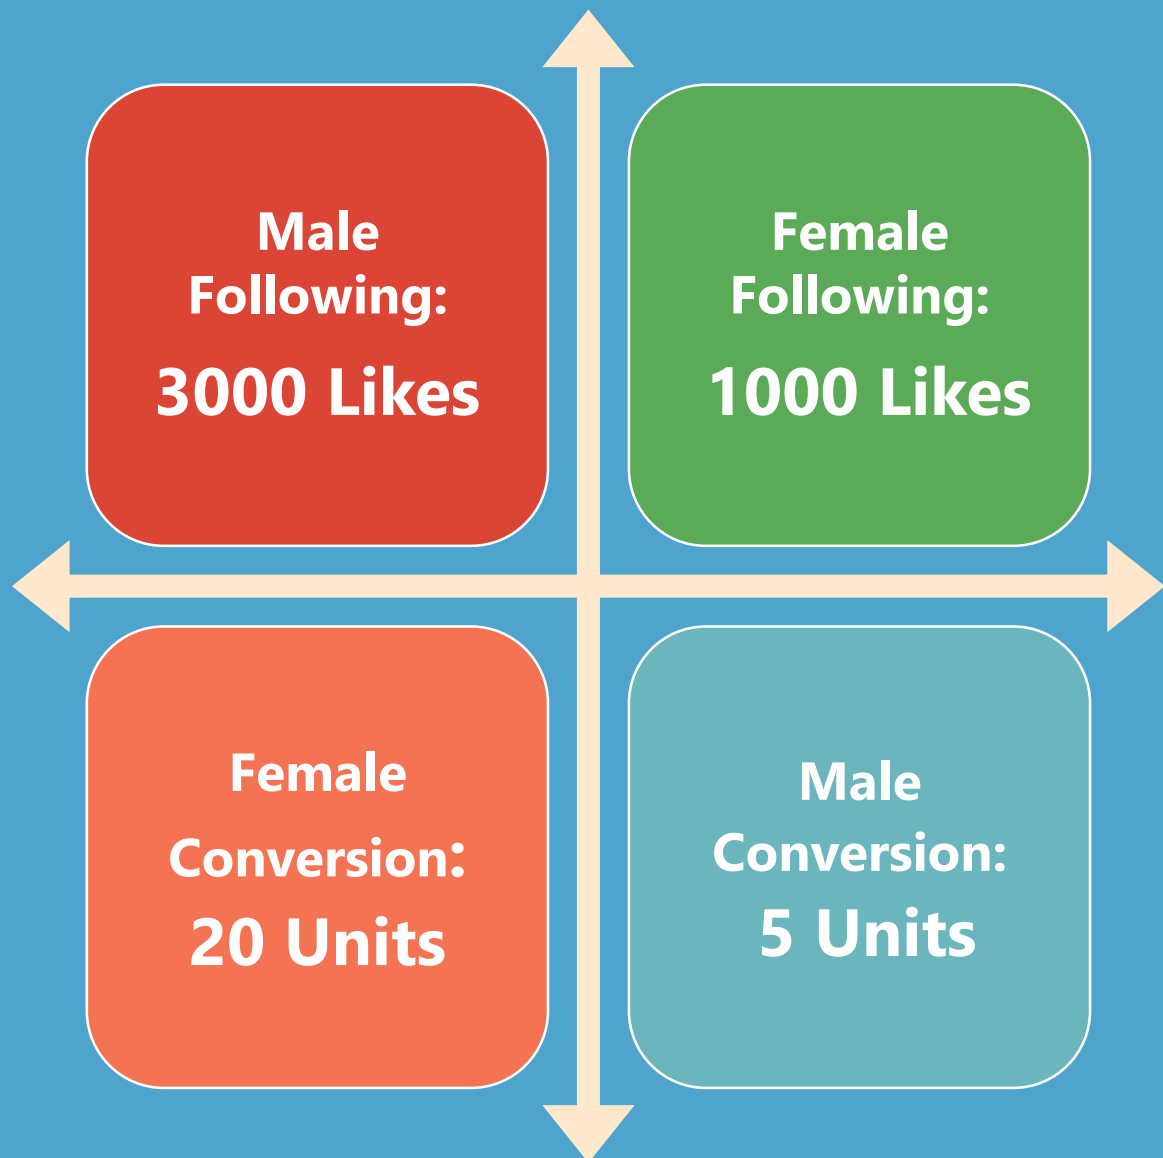 Male
Following:
3000 Likes
Female
Following:
1000 Likes
Female
Conversion:
20 Units
Male
Conversion:
5 Units